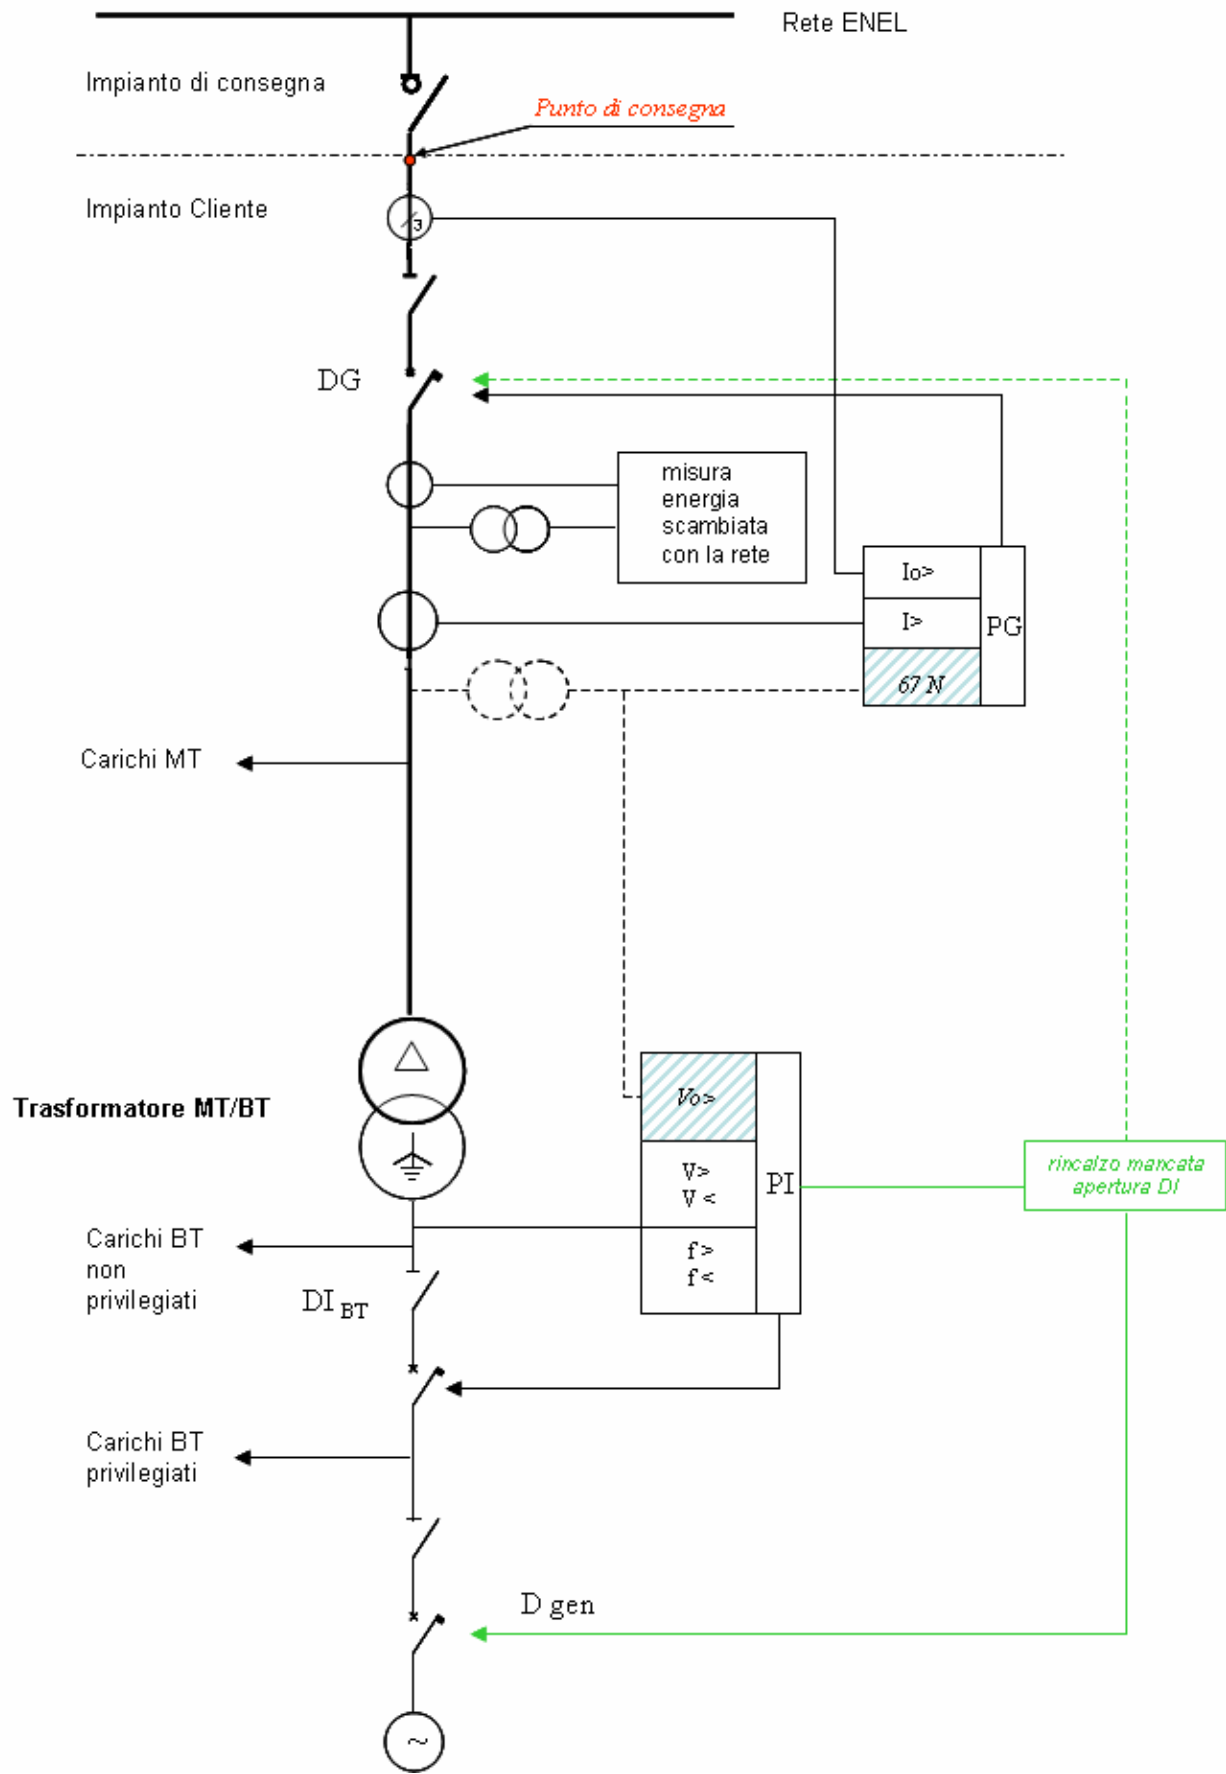 Rete ENEL
Impianto di consegna
Punto di consegna
Impianto Cliente
3
DG
misura
energia
scambiata
con la rete
Io>
I>
PG
67 N
Carichi MT
Trasformatore MT/BT
Vo>
V>
V <
PI
f>
f<
rincalzo mancata
apertura DI
Carichi BT
non
privilegiati
DI BT
Carichi BT
privilegiati
D gen
~